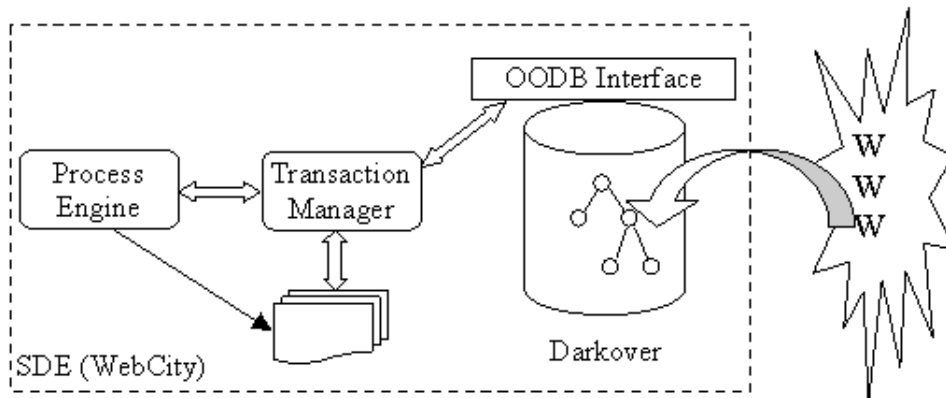 OODB Interface
Process
Engine
Transaction
Manager
W
W
W
Darkover
SDE (WebCity)